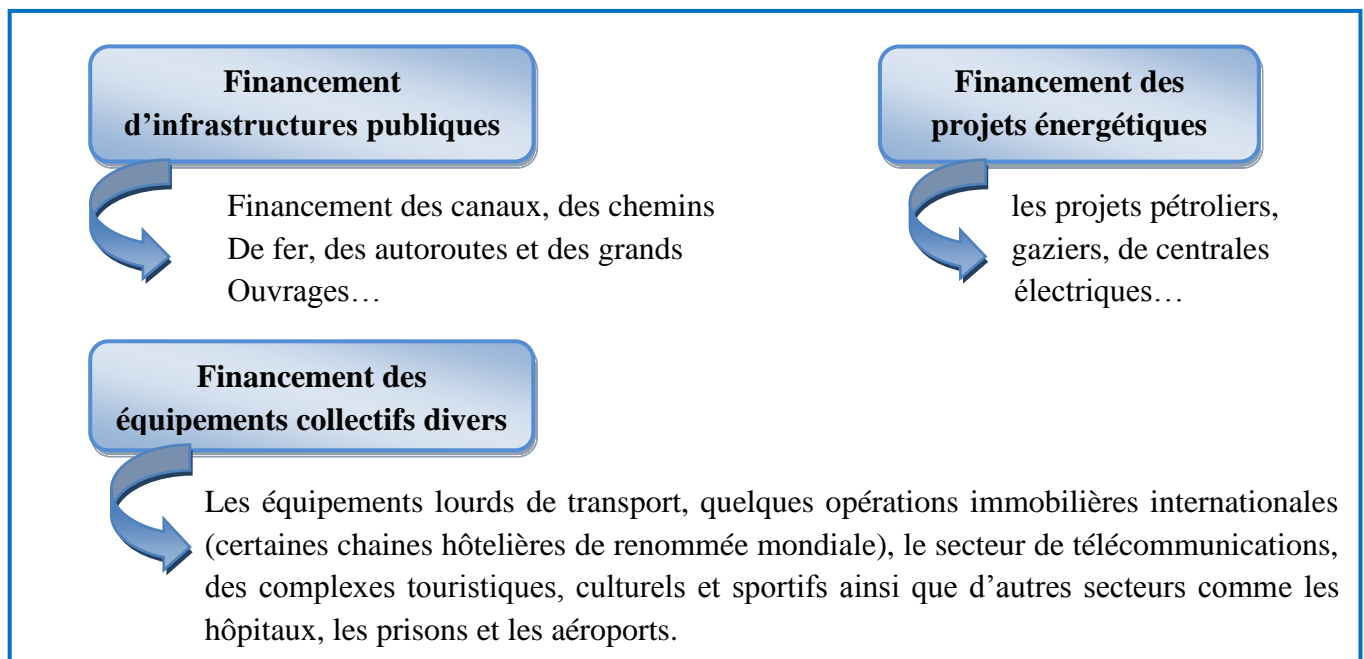 Financement
d’infrastructures publiques
Financement des canaux, des chemins
De fer, des autoroutes et des grands
Ouvrages…
Financement des
projets énergétiques
les projets pétroliers,
gaziers, de centrales
électriques…
Financement des
équipements collectifs divers
Les équipements lourds de transport, quelques opérations immobilières internationales
(certaines chaines hôtelières de renommée mondiale), le secteur de télécommunications,
des complexes touristiques, culturels et sportifs ainsi que d’autres secteurs comme les
hôpitaux, les prisons et les aéroports.